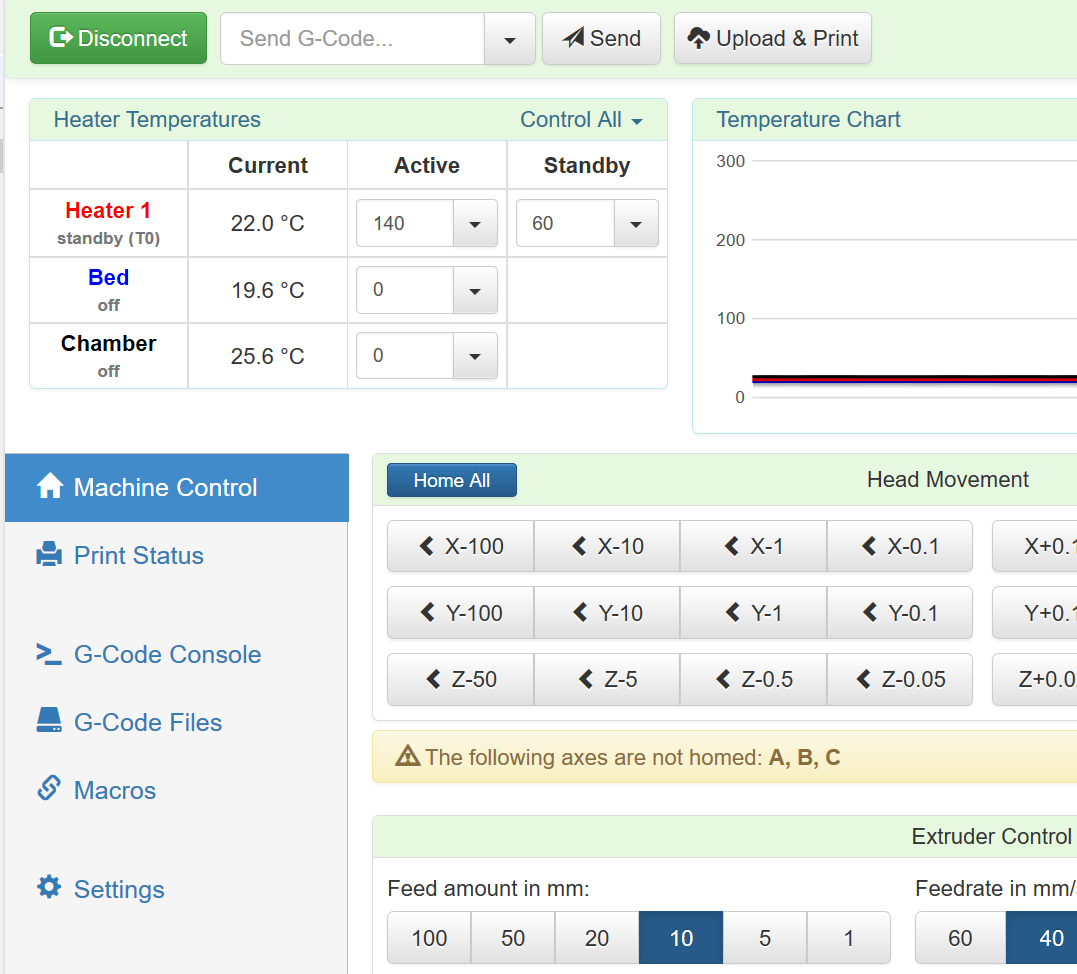 Disconnect Send G-Code... Send Upload & Print
Heater Temperatures Control All
Temperature Chart
Current Active Standby
Heater 1 22.0 °C 140 60
standby (T0)
Bed 19.6 °C 0
off
Chamber 25.6 °C 0
off
300
200
100
0
Machine Control
Print Status
G-Code Console
G-Code Files
Macros
Settings
Home All Head Movement
X-100 X-10 X-1 X-0.1 X+0.1
Y-100 Y-10 Y-1 Y-0.1 Y+0.1
Z-50 Z-5 Z-0.5 Z-0.05 Z+0.0
The following axes are not homed: A, B, C
Extruder Control
Feed amount in mm: Feedrate in mm/
100 50 20 10 5 1 60 40